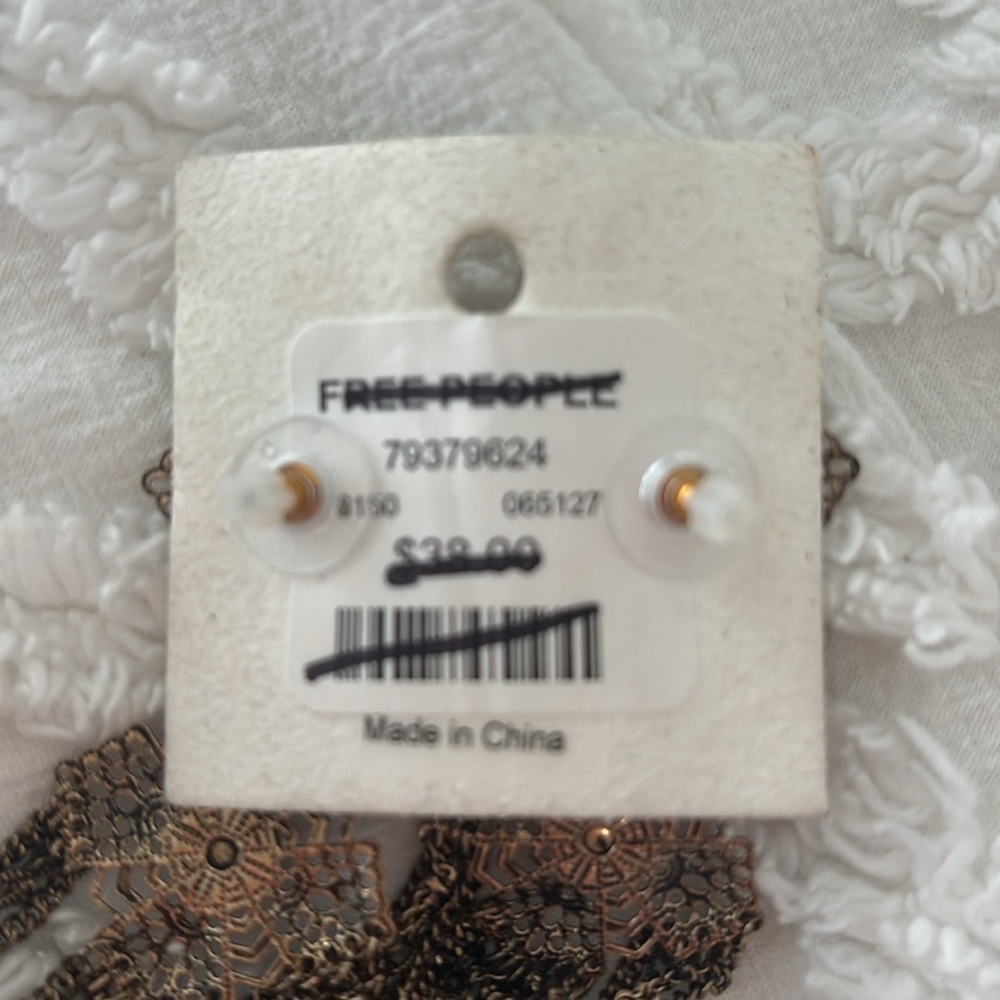 FREE PEOPLE
79379624
8150 065127
$38.00
Made in China